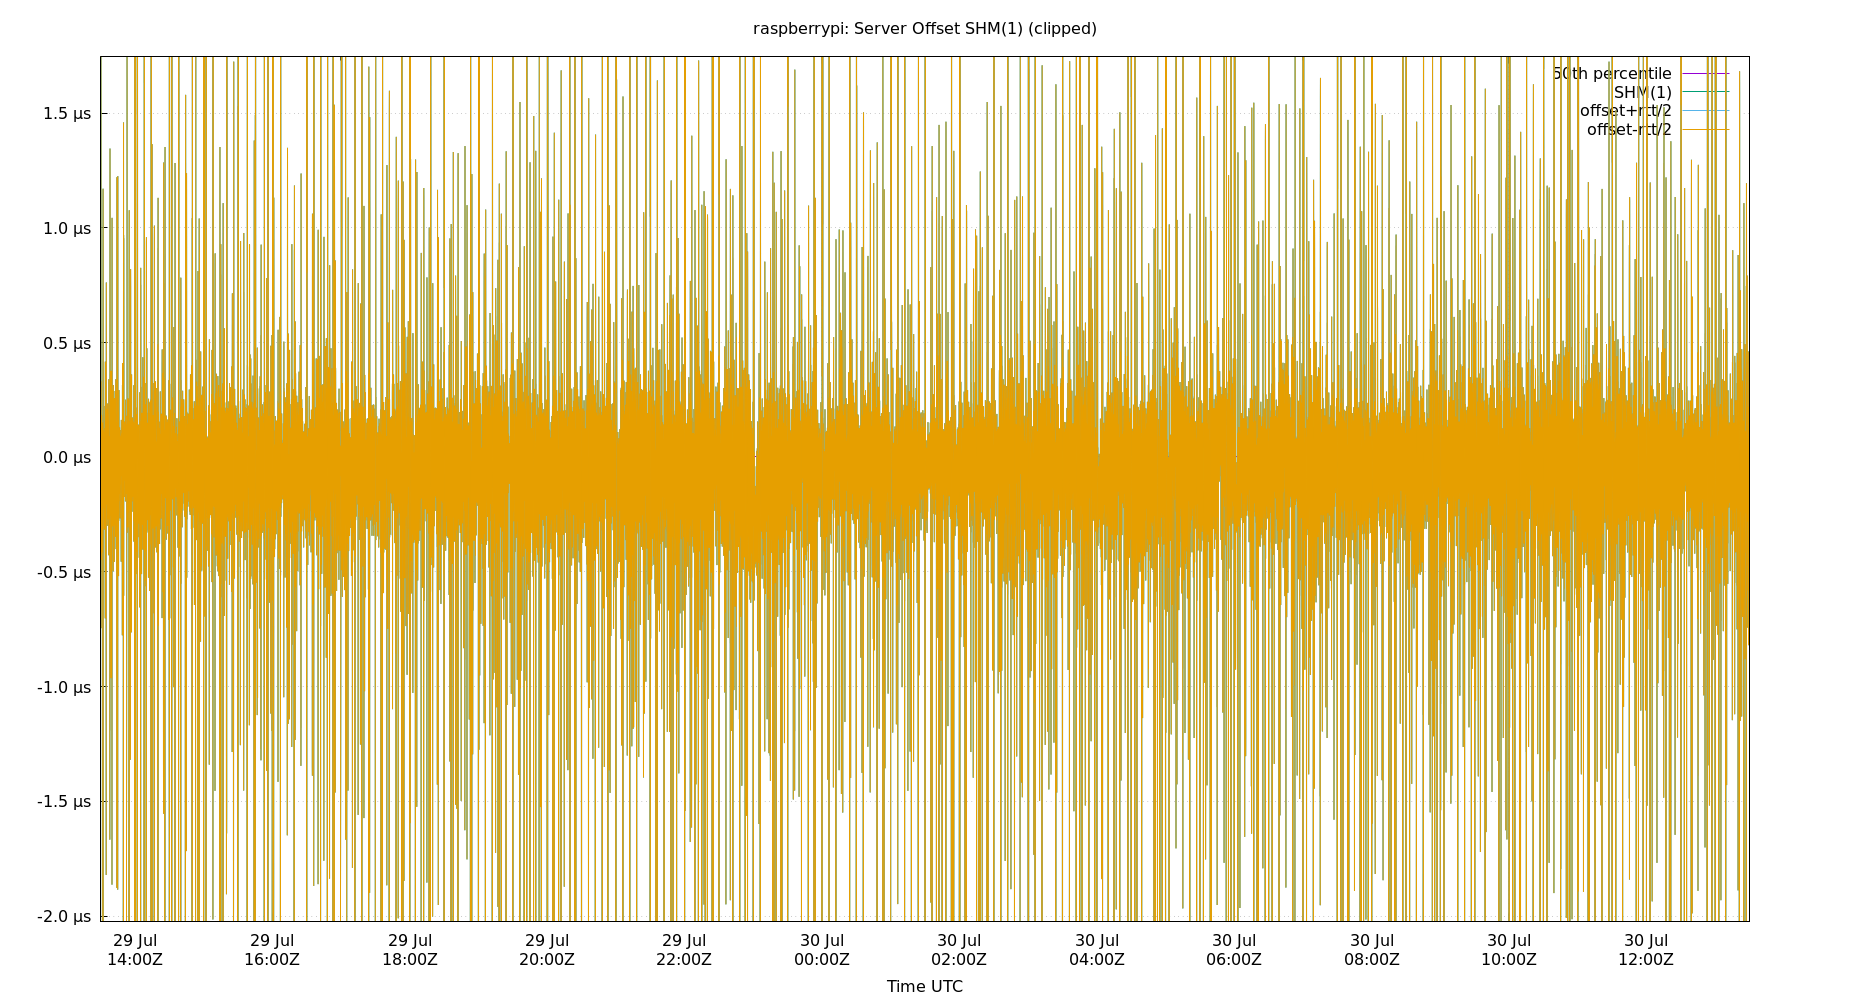 raspberrypi: Server Offset SHM(1) (clipped)
50th percentile
SHM(1)
offset+rtt/2
offset-rtt/2
1.5 µs
1.0 µs
0.5 µs
0.0 µs
-0.5 µs
-1.0 µs
-1.5 µs
-2.0 µs
29 Jul 29 Jul 29 Jul 29 Jul 29 Jul 30 Jul 30 Jul 30 Jul 30 Jul 30 Jul 30 Jul 30 Jul
14:00Z 16:00Z 18:00Z 20:00Z 22:00Z 00:00Z 02:00Z 04:00Z 06:00Z 08:00Z 10:00Z 12:00Z
Time UTC